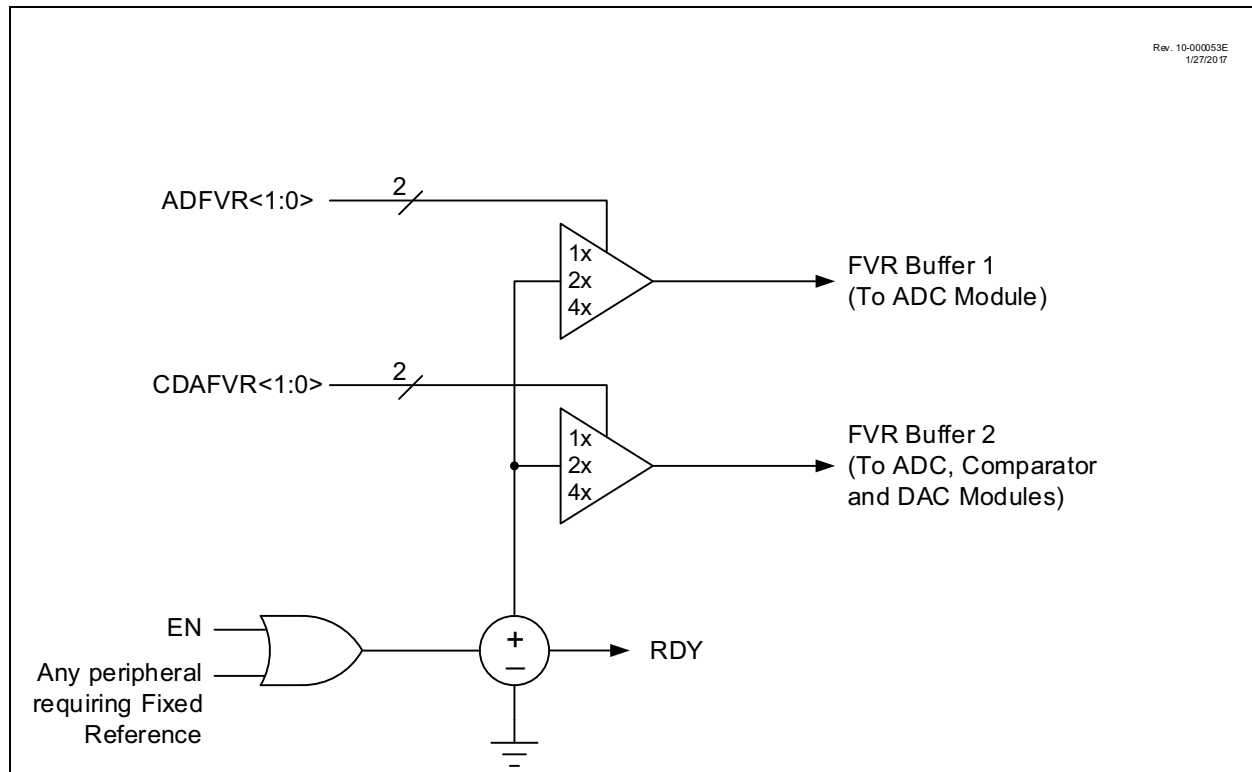 Rev. 10-000053E
1/27/2017
ADFVR<1:0>
2
1x
2x
4x
FVR Buffer 1
(To ADC Module)
CDAFVR<1:0>
2
1x
2x
4x
FVR Buffer 2
(To ADC, Comparator
and DAC Modules)
EN
Any peripheral
requiring Fixed
Reference
+
–
RDY